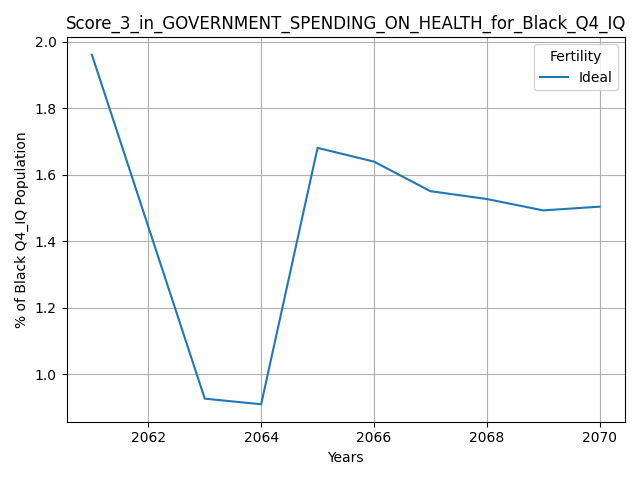 Score_3_in_GOVERNMENT_SPENDING_ON_HEALTH_for_Black_Q4_IQ
Fertility
Ideal
% of Black Q4_IQ Population
2.0
1.8
1.6
1.4
1.2
1.0
2062 2064 2066 2068 2070
Years